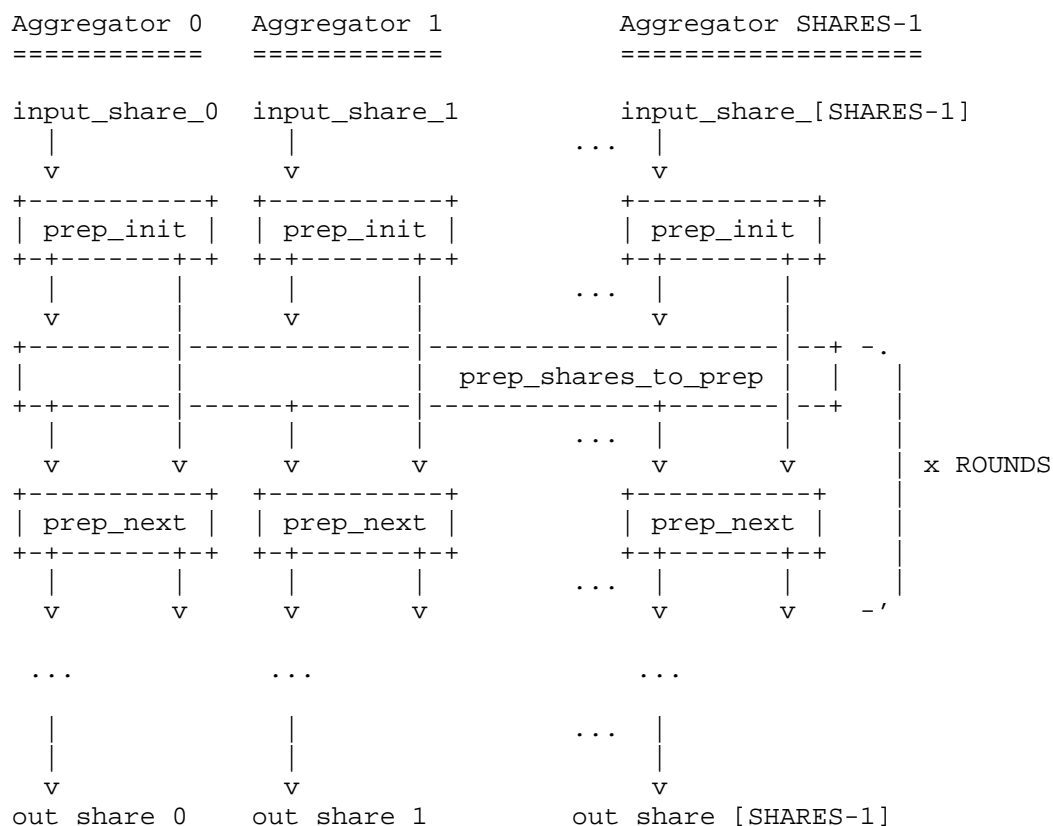 Aggregator 0   Aggregator 1           Aggregator SHARES-1
============   ============           ===================

input_share_0  input_share_1          input_share_[SHARES-1]
  |              |                 ...  |
  v              v                      v
+-----------+  +-----------+          +-----------+
| prep_init |  | prep_init |          | prep_init |
+-+-------+-+  +-+-------+-+          +-+-------+-+
  |       |      |       |         ...  |       |
  v       |      v       |              v       |
+---------|--------------|----------------------|--+ -.
|         |              |  prep_shares_to_prep |  |   |
+-+-------|------+-------|--------------+-------|--+   |
  |       |      |       |         ...  |       |      |
  v       v      v       v              v       v      | x ROUNDS
+-----------+  +-----------+          +-----------+    |
| prep_next |  | prep_next |          | prep_next |    |
+-+-------+-+  +-+-------+-+          +-+-------+-+    |
  |       |      |       |         ...  |       |      |
  v       v      v       v              v       v    -'

 ...            ...                    ...

  |              |                 ...  |
  |              |                      |
  v              v                      v
out share 0    out share 1         out share [SHARES-1]